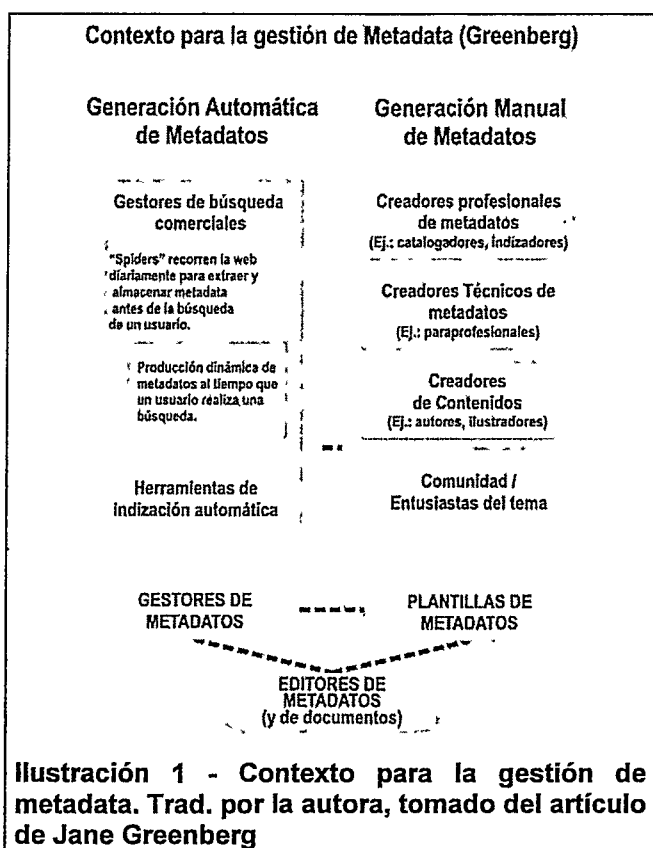 Contexto para la gestión de Metadata (Greenberg)
Generación Automática
de Metadatos
Gestores de búsqueda
comerciales
"Spiders" recorren la web
diariamente para extraer y
almacenar metadata
antes de la búsqueda
de un usuario.
Producción dinámica de
metadatos al tiempo que
un usuario realiza una
búsqueda.
Herramientas de
indización automática
Generación Manual
de Metadatos
Creadores profesionales
de metadatos
(Ej.: catalogadores, indizadores)
Creadores Técnicos de
metadatos
(Ej.: paraprofesionales)
Creadores
de Contenidos
(Ej.: autores, ilustradores)
Comunidad /
Entusiastas del tema
GESTORES DE
METADATOS
PLANTILLAS DE
METADATOS
EDITORES DE
METADATOS
(y de documentos)
Ilustración 1 - Contexto para la gestión de
metadata. Trad. por la autora, tomado del artículo
de Jane Greenberg